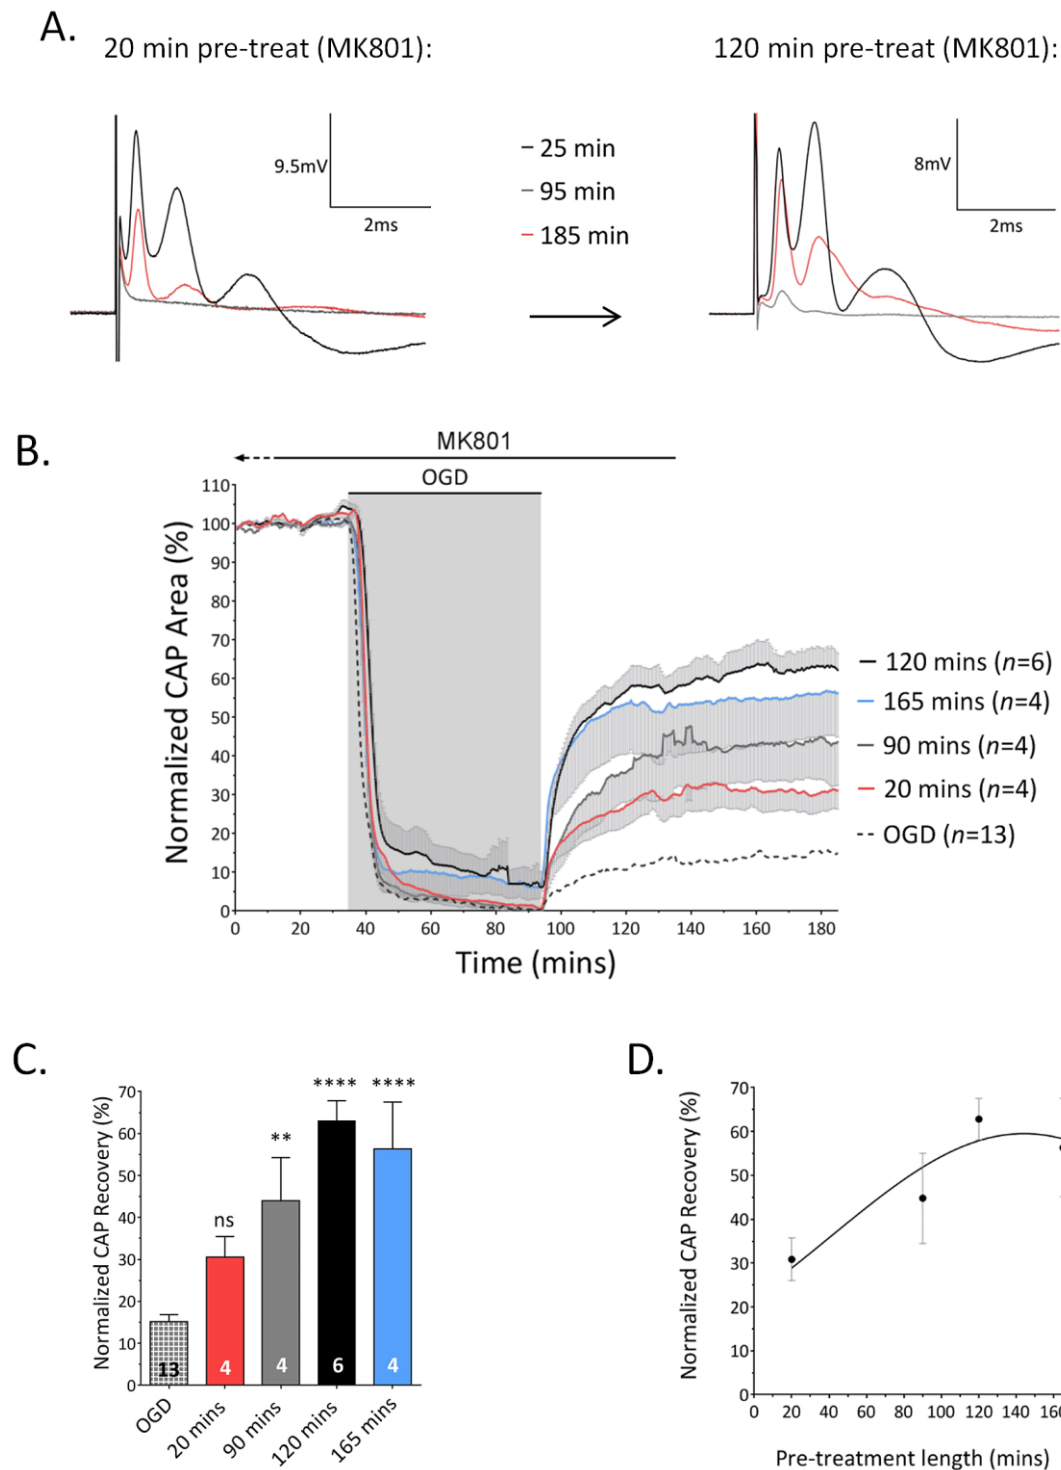 A.
20 min pre-treat (MK801):
120 min pre-treat (MK801):
9.5mV
2ms
25 min
95 min
185 min
8mV
2ms
B.
MK801
OGD
Normalized CAP Area (%)
110
100
90
80
70
60
50
40
30
20
10
0
0 20 40 60 80 100 120 140 160 180
Time (mins)
120 mins (n=6)
165 mins (n=4)
90 mins (n=4)
20 mins (n=4)
OGD (n=13)
C.
Normalized CAP Recovery (%)
70
60
50
40
30
20
10
0
ns
**
****
****
13
4
4
6
4
OGD
20 mins
90 mins
120 mins
165 mins
D.
Normalized CAP Recovery (%)
70
60
50
40
30
20
10
0
0 20 40 60 80 100 120 140
Pre-treatment length (mins)